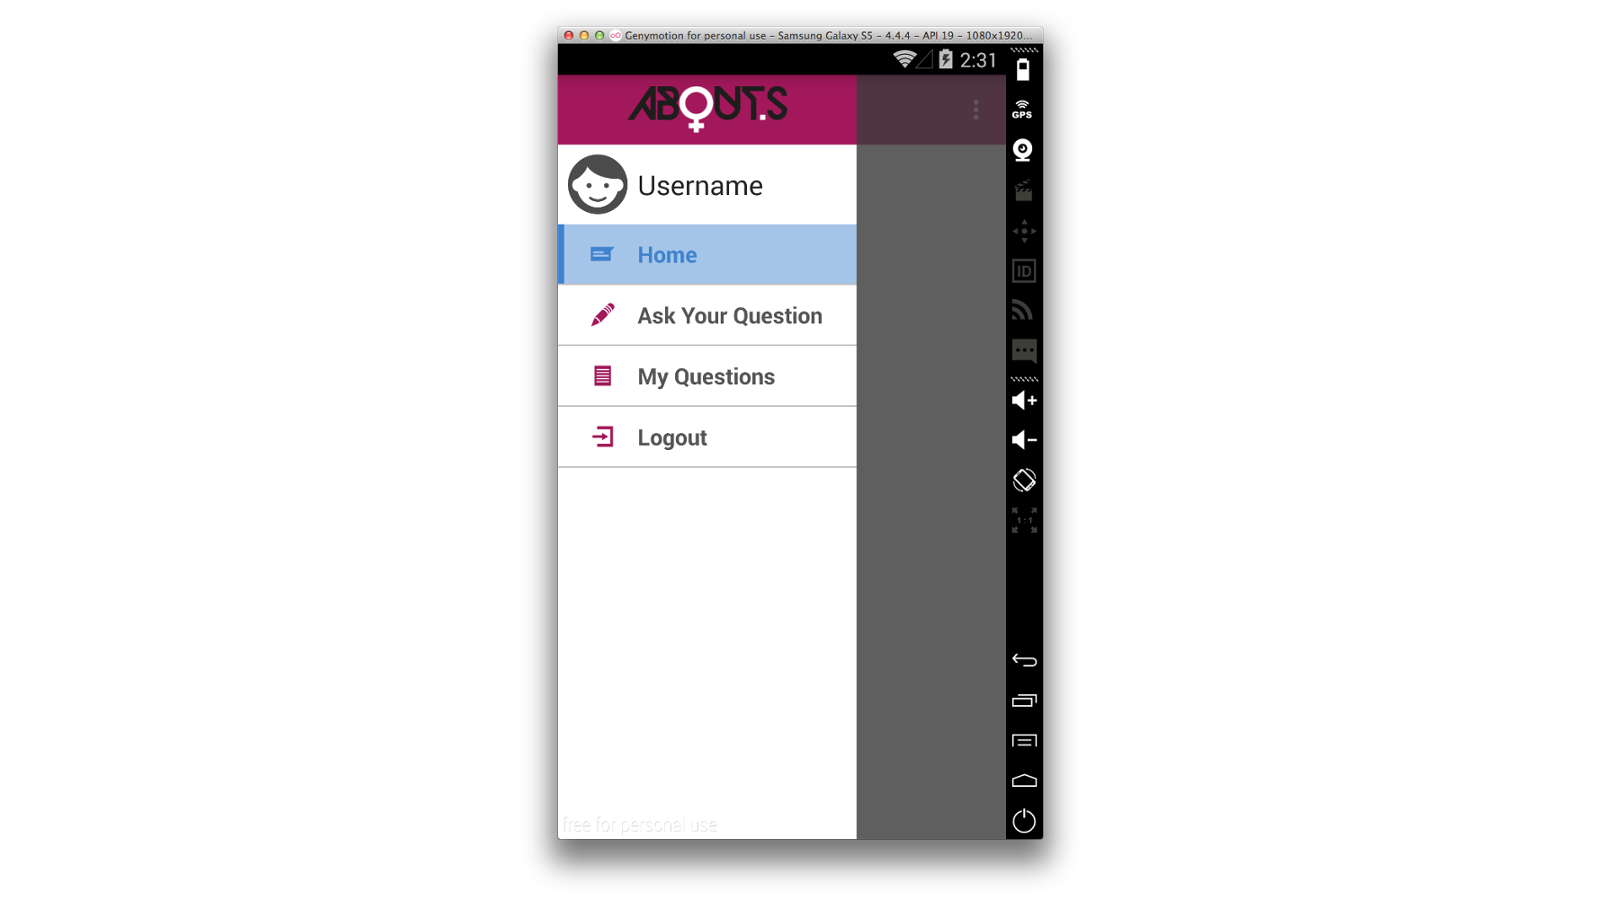 Genymotion for personal use - Samsung Galaxy S5 - 4.4.4 - API 19 - 1080x1920...
2:31
ABOUT.S
GPS
Username
Home
ID
Ask Your Question
My Questions
Logout
1:1
free for personal use